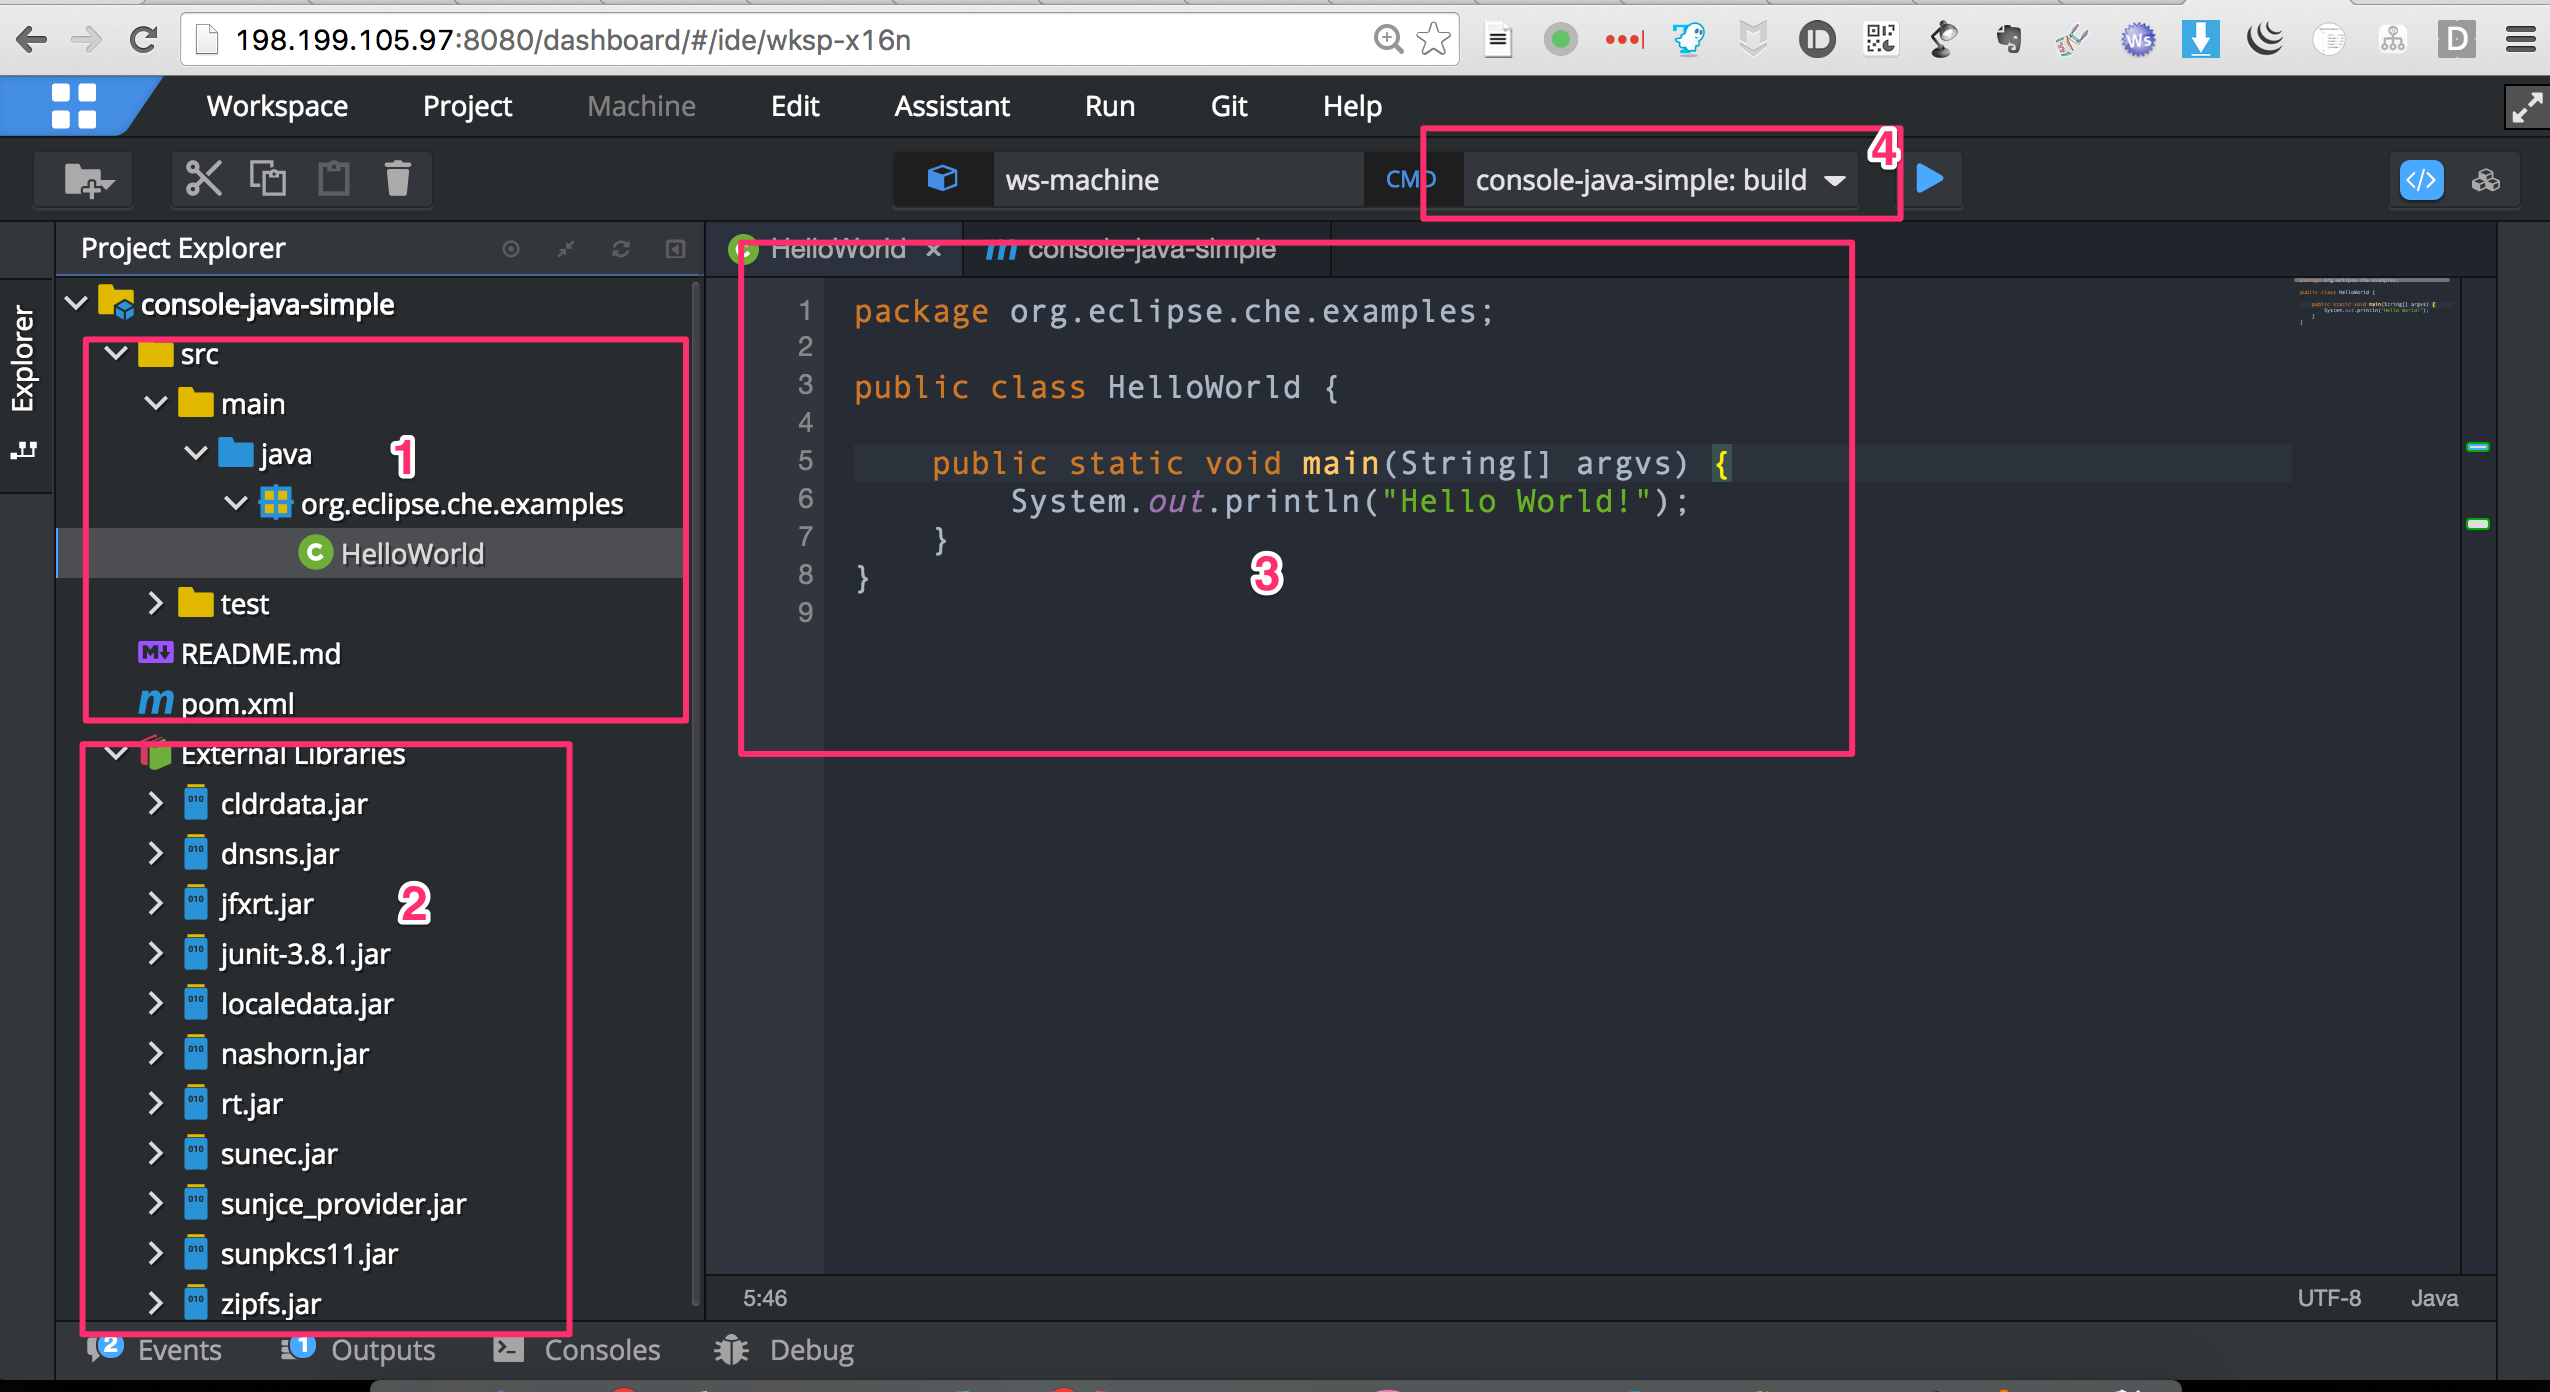 198.199.105.97:8080/dashboard/#/ide/wksp-x16n
Workspace Project Machine Edit Assistant Run Git Help
ws-machine CMD console-java-simple: build 4
Project Explorer
Explorer
console-java-simple
src
main
java 1
org.eclipse.che.examples
HelloWorld
test
README.md
pom.xml
External Libraries
cldrdata.jar
dnsns.jar
jfxrt.jar 2
junit-3.8.1.jar
localedata.jar
nashorn.jar
rt.jar
sunec.jar
sunjce_provider.jar
sunpkcs11.jar
zipfs.jar
HelloWorld × console-java-simple
1 package org.eclipse.che.examples;
2
3 public class HelloWorld {
4
5 public static void main(String[] argvs) {
6 System.out.println("Hello World!");
7 }
8 }
9
3
5:46 UTF-8 Java
2 Events 1 Outputs Consoles Debug